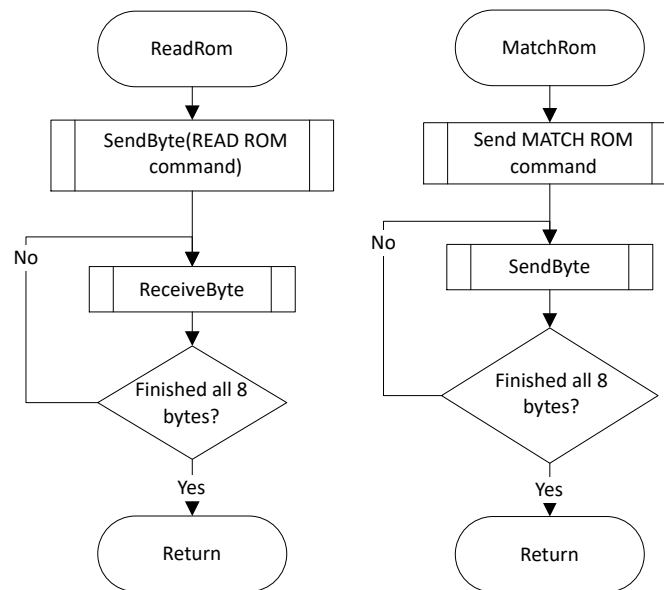 ReadRom
SendByte(READ ROM
command)
No
ReceiveByte
Finished all 8
bytes?
Yes
Return
MatchRom
Send MATCH ROM
command
No
SendByte
Finished all 8
bytes?
Yes
Return